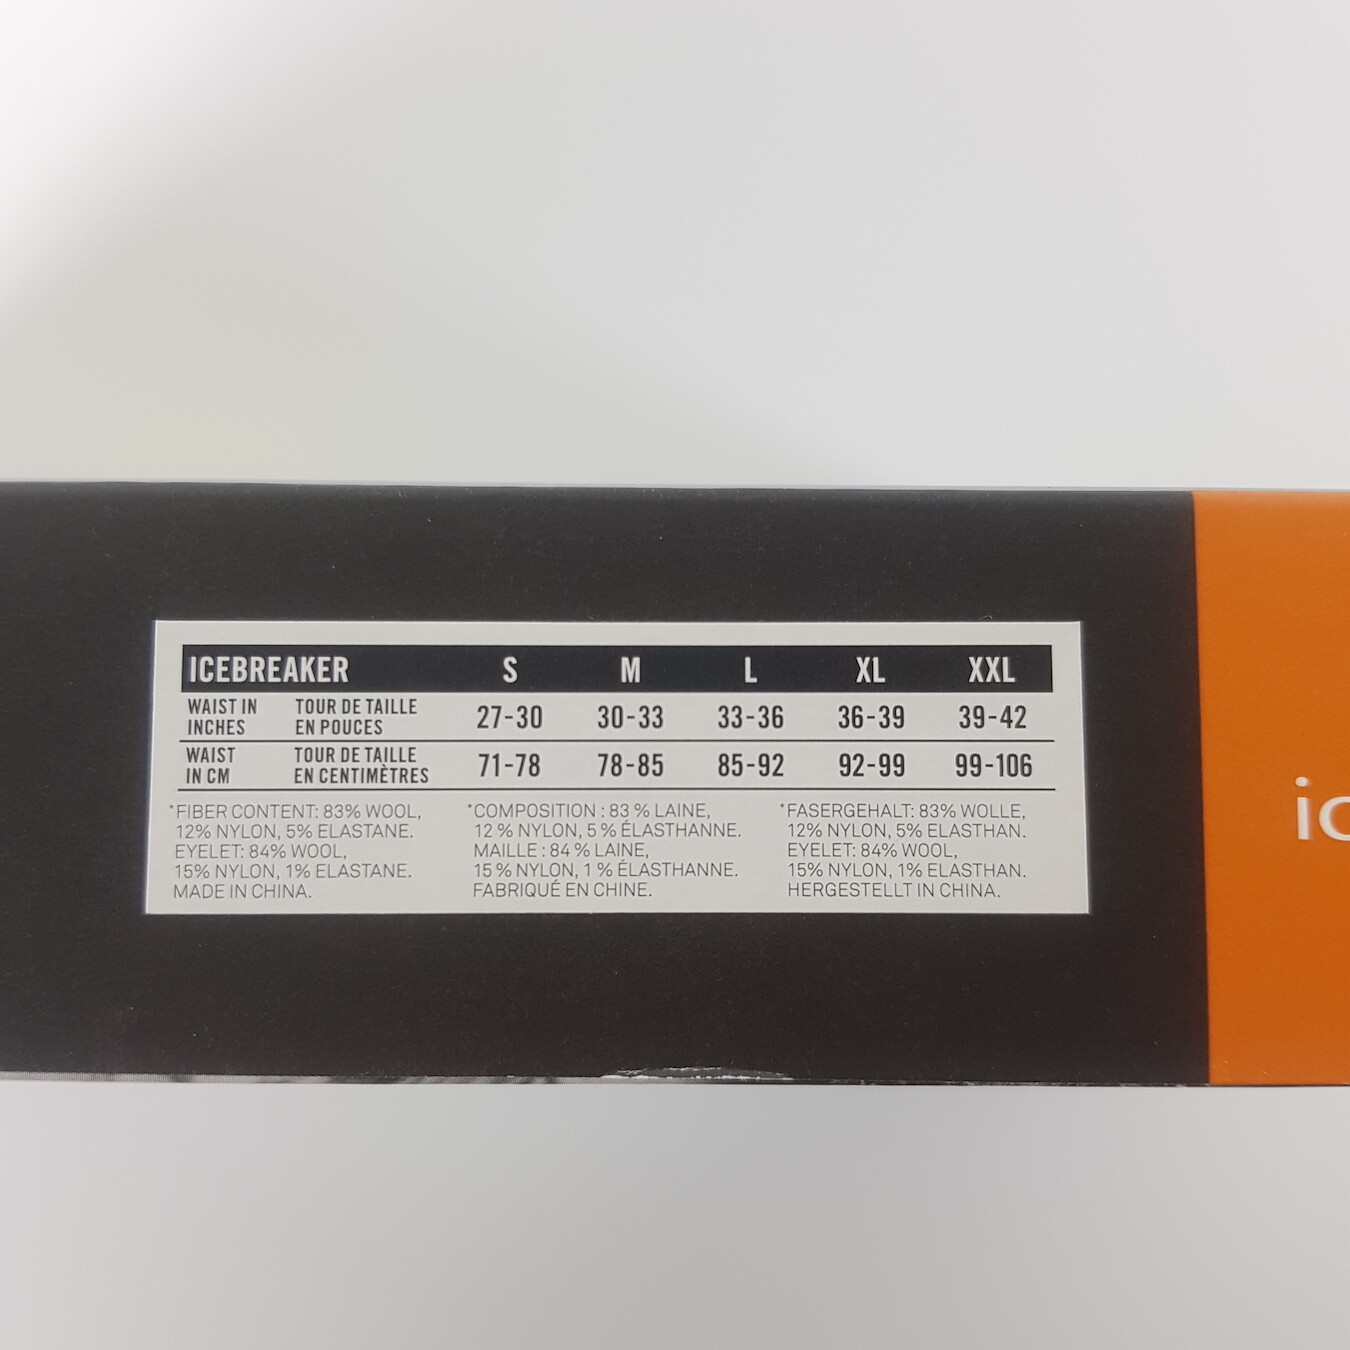 ICEBREAKER S M L XL XXL
WAIST IN INCHES TOUR DE TAILLE EN POUCES 27-30 30-33 33-36 36-39 39-42
WAIST IN CM TOUR DE TAILLE EN CENTIMÈTRES 71-78 78-85 85-92 92-99 99-106
*FIBER CONTENT: 83% WOOL,
12% NYLON, 5% ELASTANE.
EYELET: 84% WOOL,
15% NYLON, 1% ELASTANE.
MADE IN CHINA.
*COMPOSITION : 83 % LAINE,
12 % NYLON, 5 % ÉLASTHANNE.
MAILLE : 84 % LAINE,
15 % NYLON, 1 % ÉLASTHANNE.
FABRIQUÉ EN CHINE.
*FASERGEHALT: 83% WOLLE,
12% NYLON, 5% ELASTHAN.
EYELET: 84% WOLLE,
15% NYLON, 1% ELASTHAN.
HERGESTELLT IN CHINA.
ic